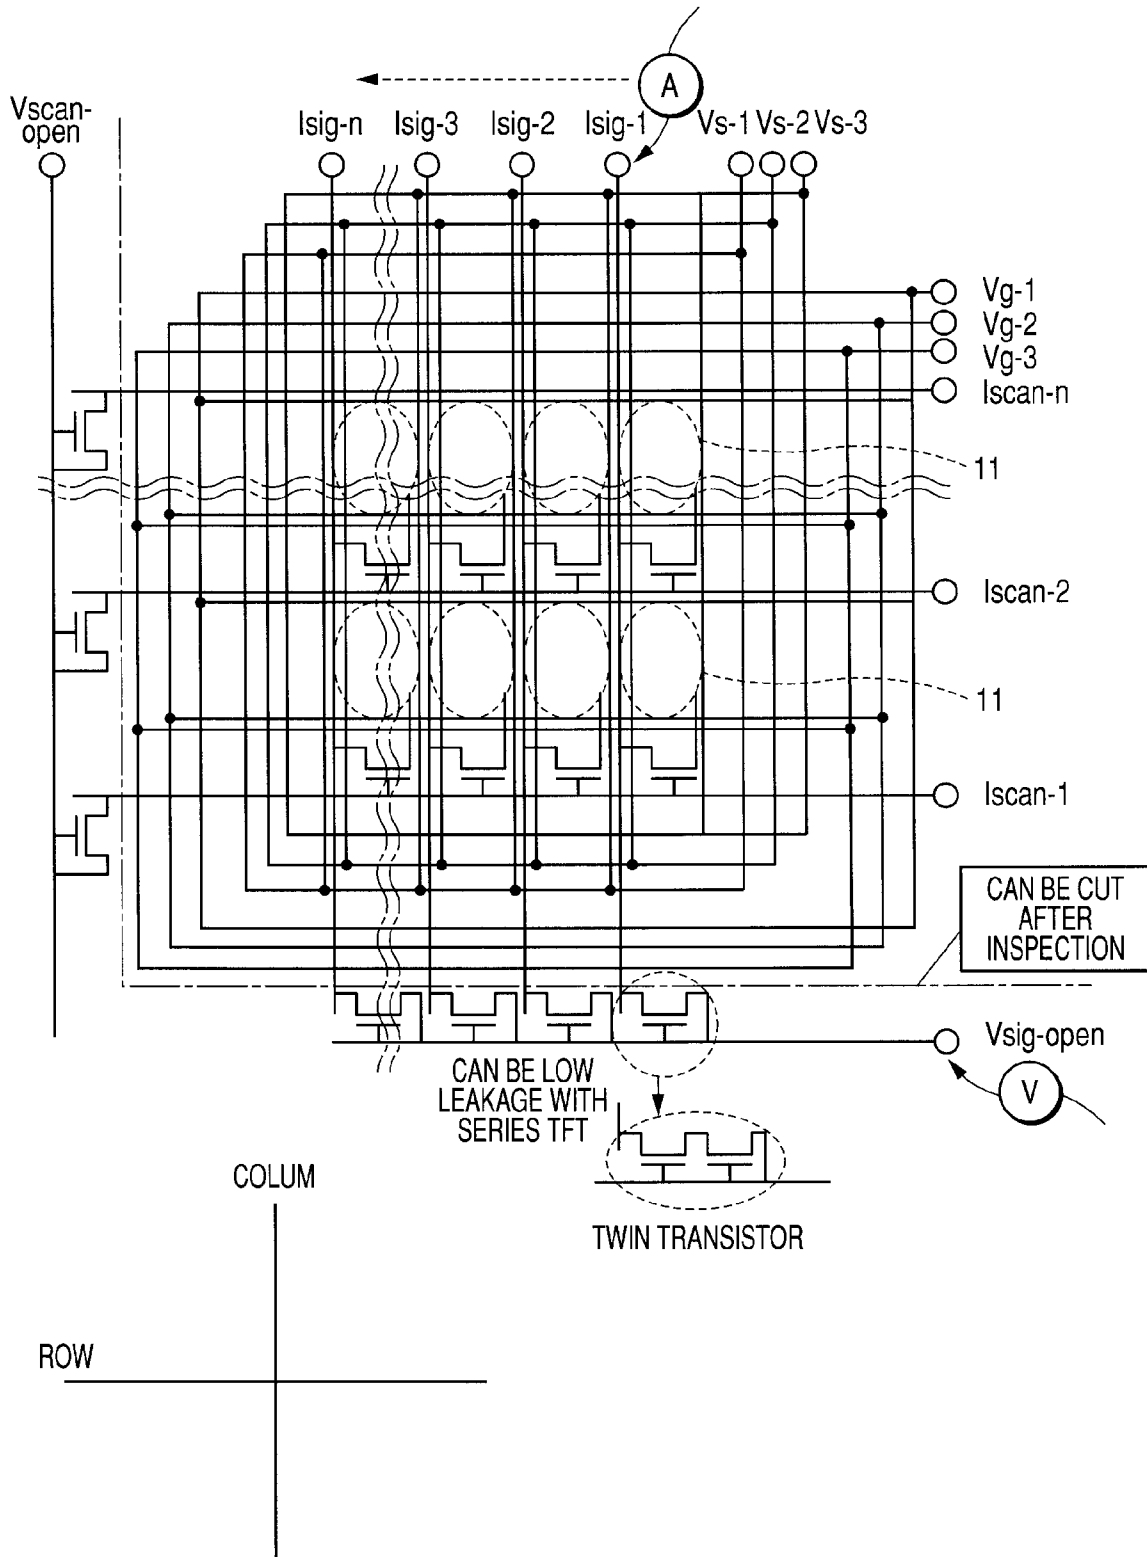 A
Vscan-
open
Isig-n Isig-3 Isig-2 Isig-1 Vs-1 Vs-2 Vs-3
Vg-1
Vg-2
Vg-3
Iscan-n
11
Iscan-2
11
Iscan-1
CAN BE CUT
AFTER
INSPECTION
Vsig-open
V
CAN BE LOW
LEAKAGE WITH
SERIES TFT
TWIN TRANSISTOR
COLUM
ROW